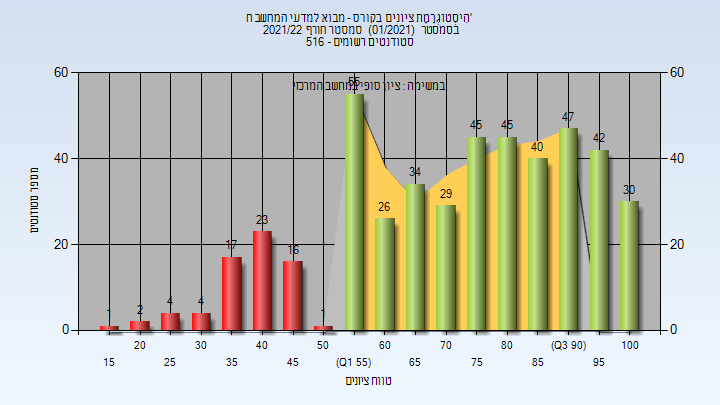 היסטוגרמת ציונים בקורס - מבוא למדעי המחשב ח'
בסמסטר (01/2021) סמסטר חורף 2021/22
סטודנטים רשומים - 516
במשימה : ציון סופי במחשב המרכזי
60 60
40 40
20 20
0 0
מספר סטודנטים
1 2 4 4 17 23 16 1 55 26 34 29 45 45 40 47 42 30
20 30 40 50 60 70 80 (Q3 90) 100
15 25 35 45 (Q1 55) 65 75 85 95
טווח ציונים